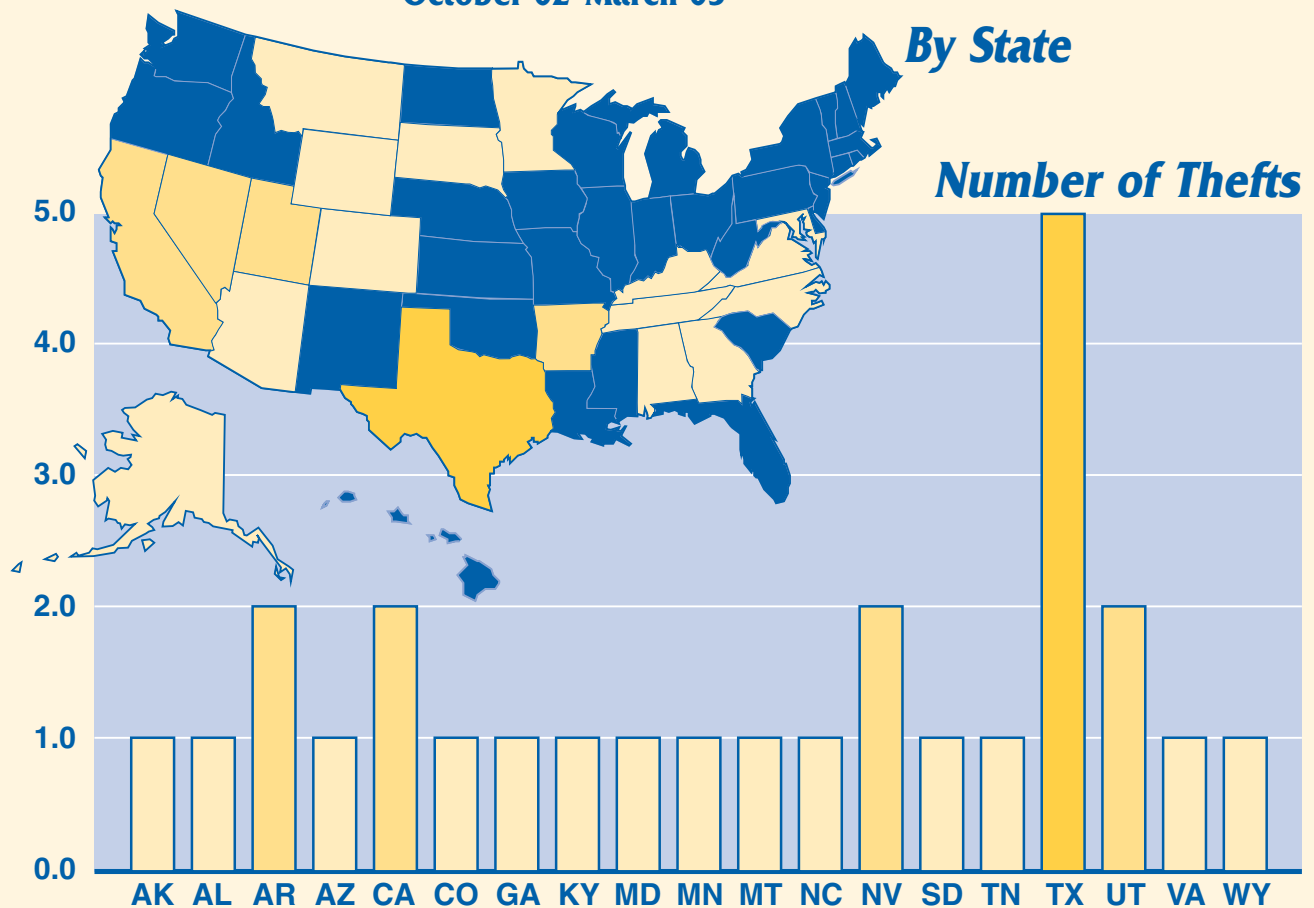 By State
Number of Thefts
5.0
4.0
3.0
2.0
1.0
0.0
AK AL AR AZ CA CO GA KY MD MN MT NC NV SD TN TX UT VA WY